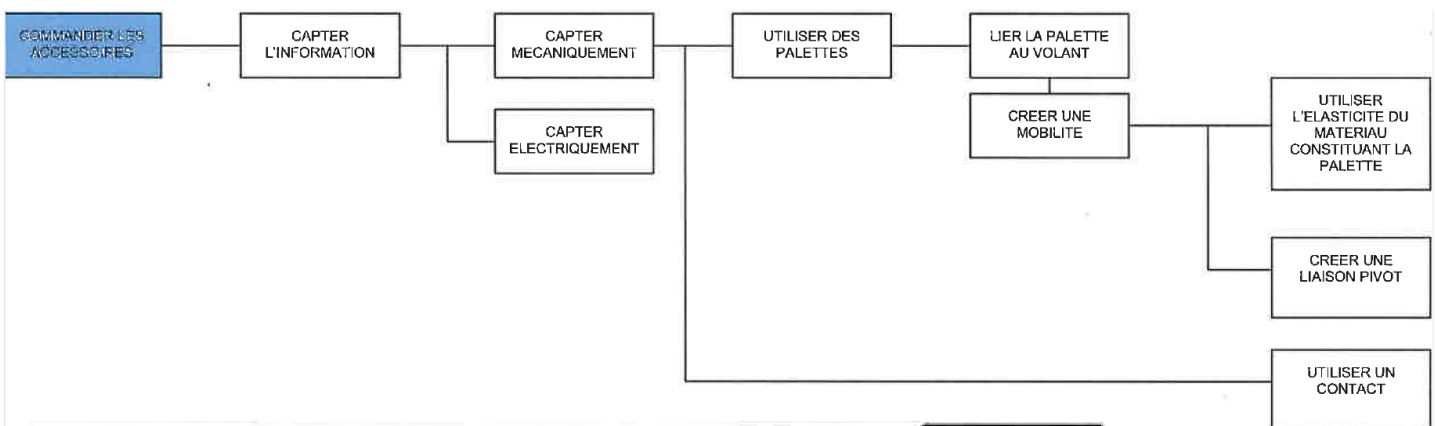 COMMANDER LES
ACCESSOIRES
CAPTER
L'INFORMATION
CAPTER
MECANIQUEMENT
UTILISER DES
PALETTES
LIER LA PALETTE
AU VOLANT
CREER UNE
MOBILITE
UTILISER
L'ELASTICITE DU
MATERIAU
CONSTITUANT LA
PALETTE
CAPTER
ELECTRIQUEMENT
CREER UNE
LIAISON PIVOT
UTILISER UN
CONTACT